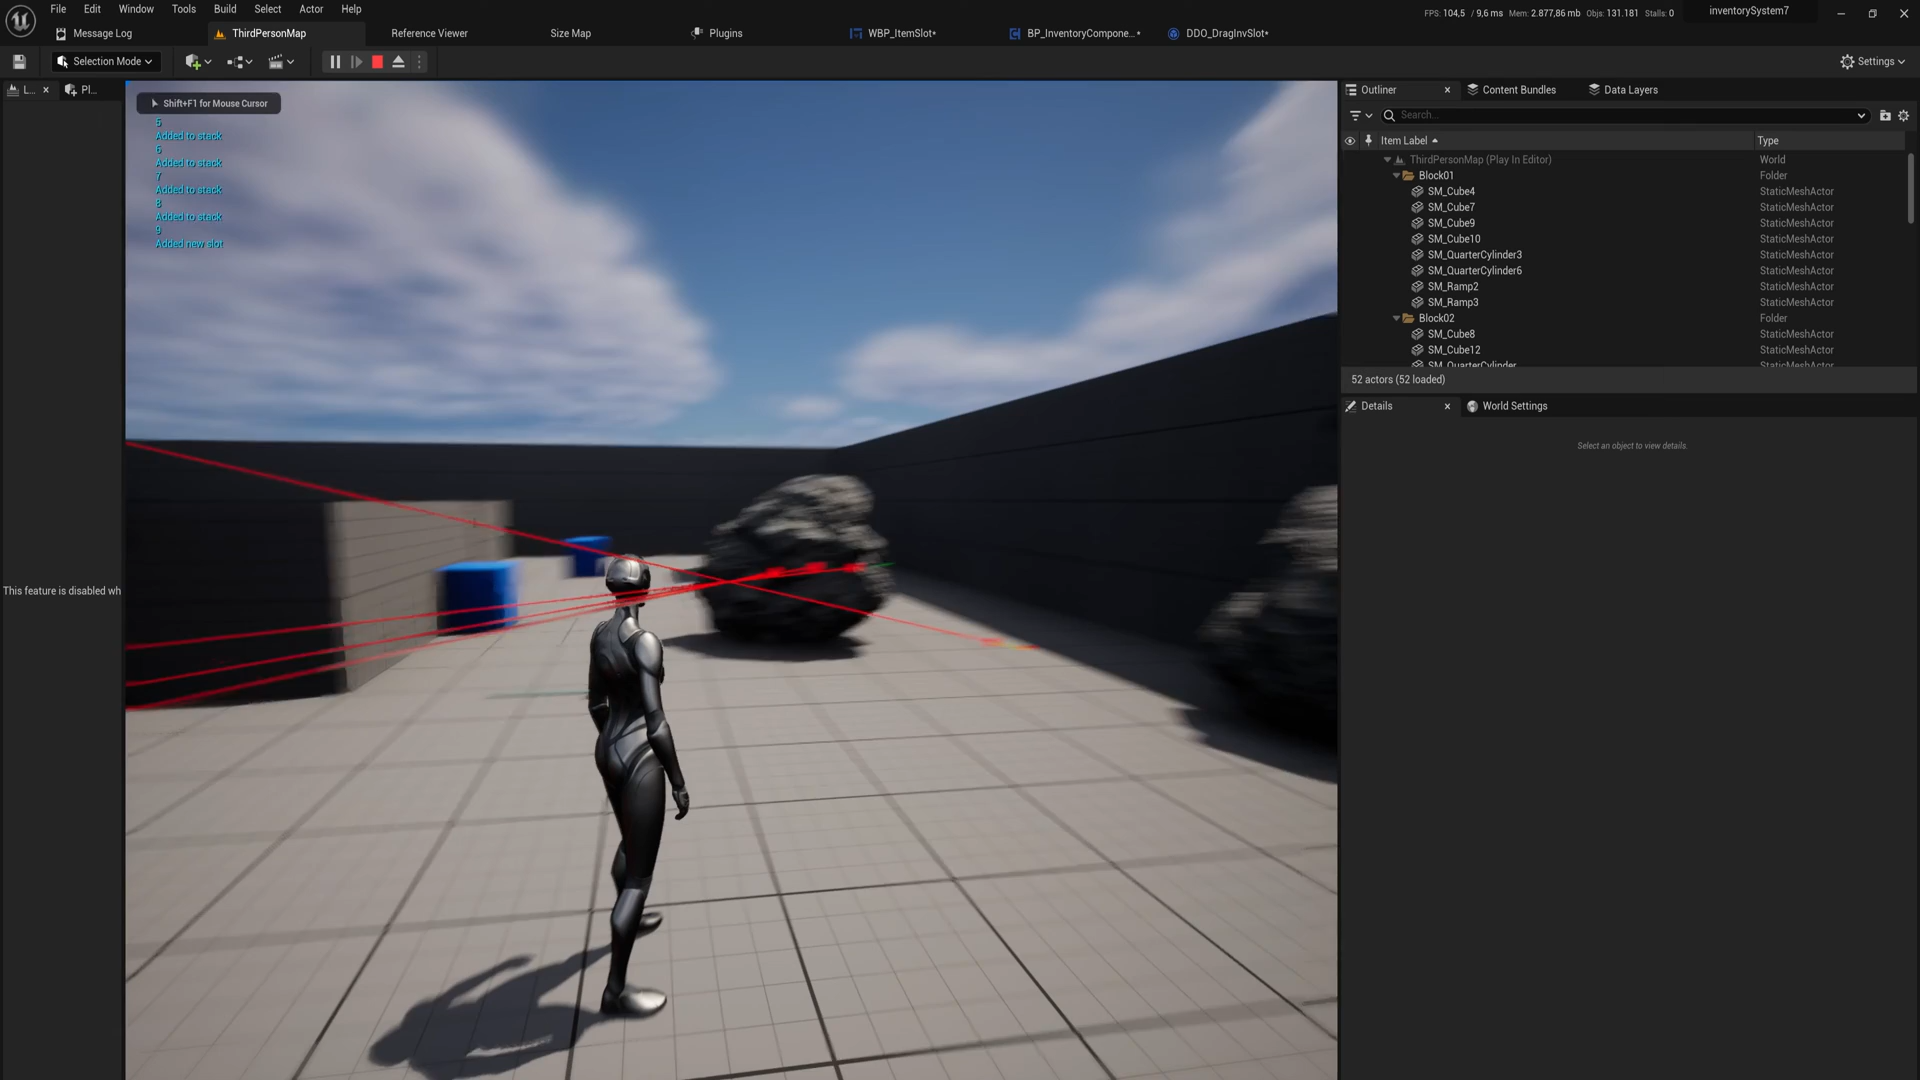 File Edit Window Tools Build Select Actor Help
FPS: 104,5 / 9,6 ms Mem: 2.877,86 mb Objs: 131.181 Stalls: 0
inventorySystem7
Message Log
ThirdPersonMap
Reference Viewer
Size Map
Plugins
WBP_ItemSlot*
BP_InventoryCompone...*
DDO_DragInvSlot*
Selection Mode
Settings
L...
Pl...
Shift+F1 for Mouse Cursor
5
Added to stack
6
Added to stack
7
Added to stack
8
Added to stack
9
Added new slot
This feature is disabled wh
Outliner
Content Bundles
Data Layers
Search...
Item Label Type
ThirdPersonMap (Play In Editor) World
Block01 Folder
SM_Cube4 StaticMeshActor
SM_Cube7 StaticMeshActor
SM_Cube9 StaticMeshActor
SM_Cube10 StaticMeshActor
SM_QuarterCylinder3 StaticMeshActor
SM_QuarterCylinder6 StaticMeshActor
SM_Ramp2 StaticMeshActor
SM_Ramp3 StaticMeshActor
Block02 Folder
SM_Cube8 StaticMeshActor
SM_Cube12 StaticMeshActor
SM_QuarterCylinder StaticMeshActor
52 actors (52 loaded)
Details
World Settings
Select an object to view details.